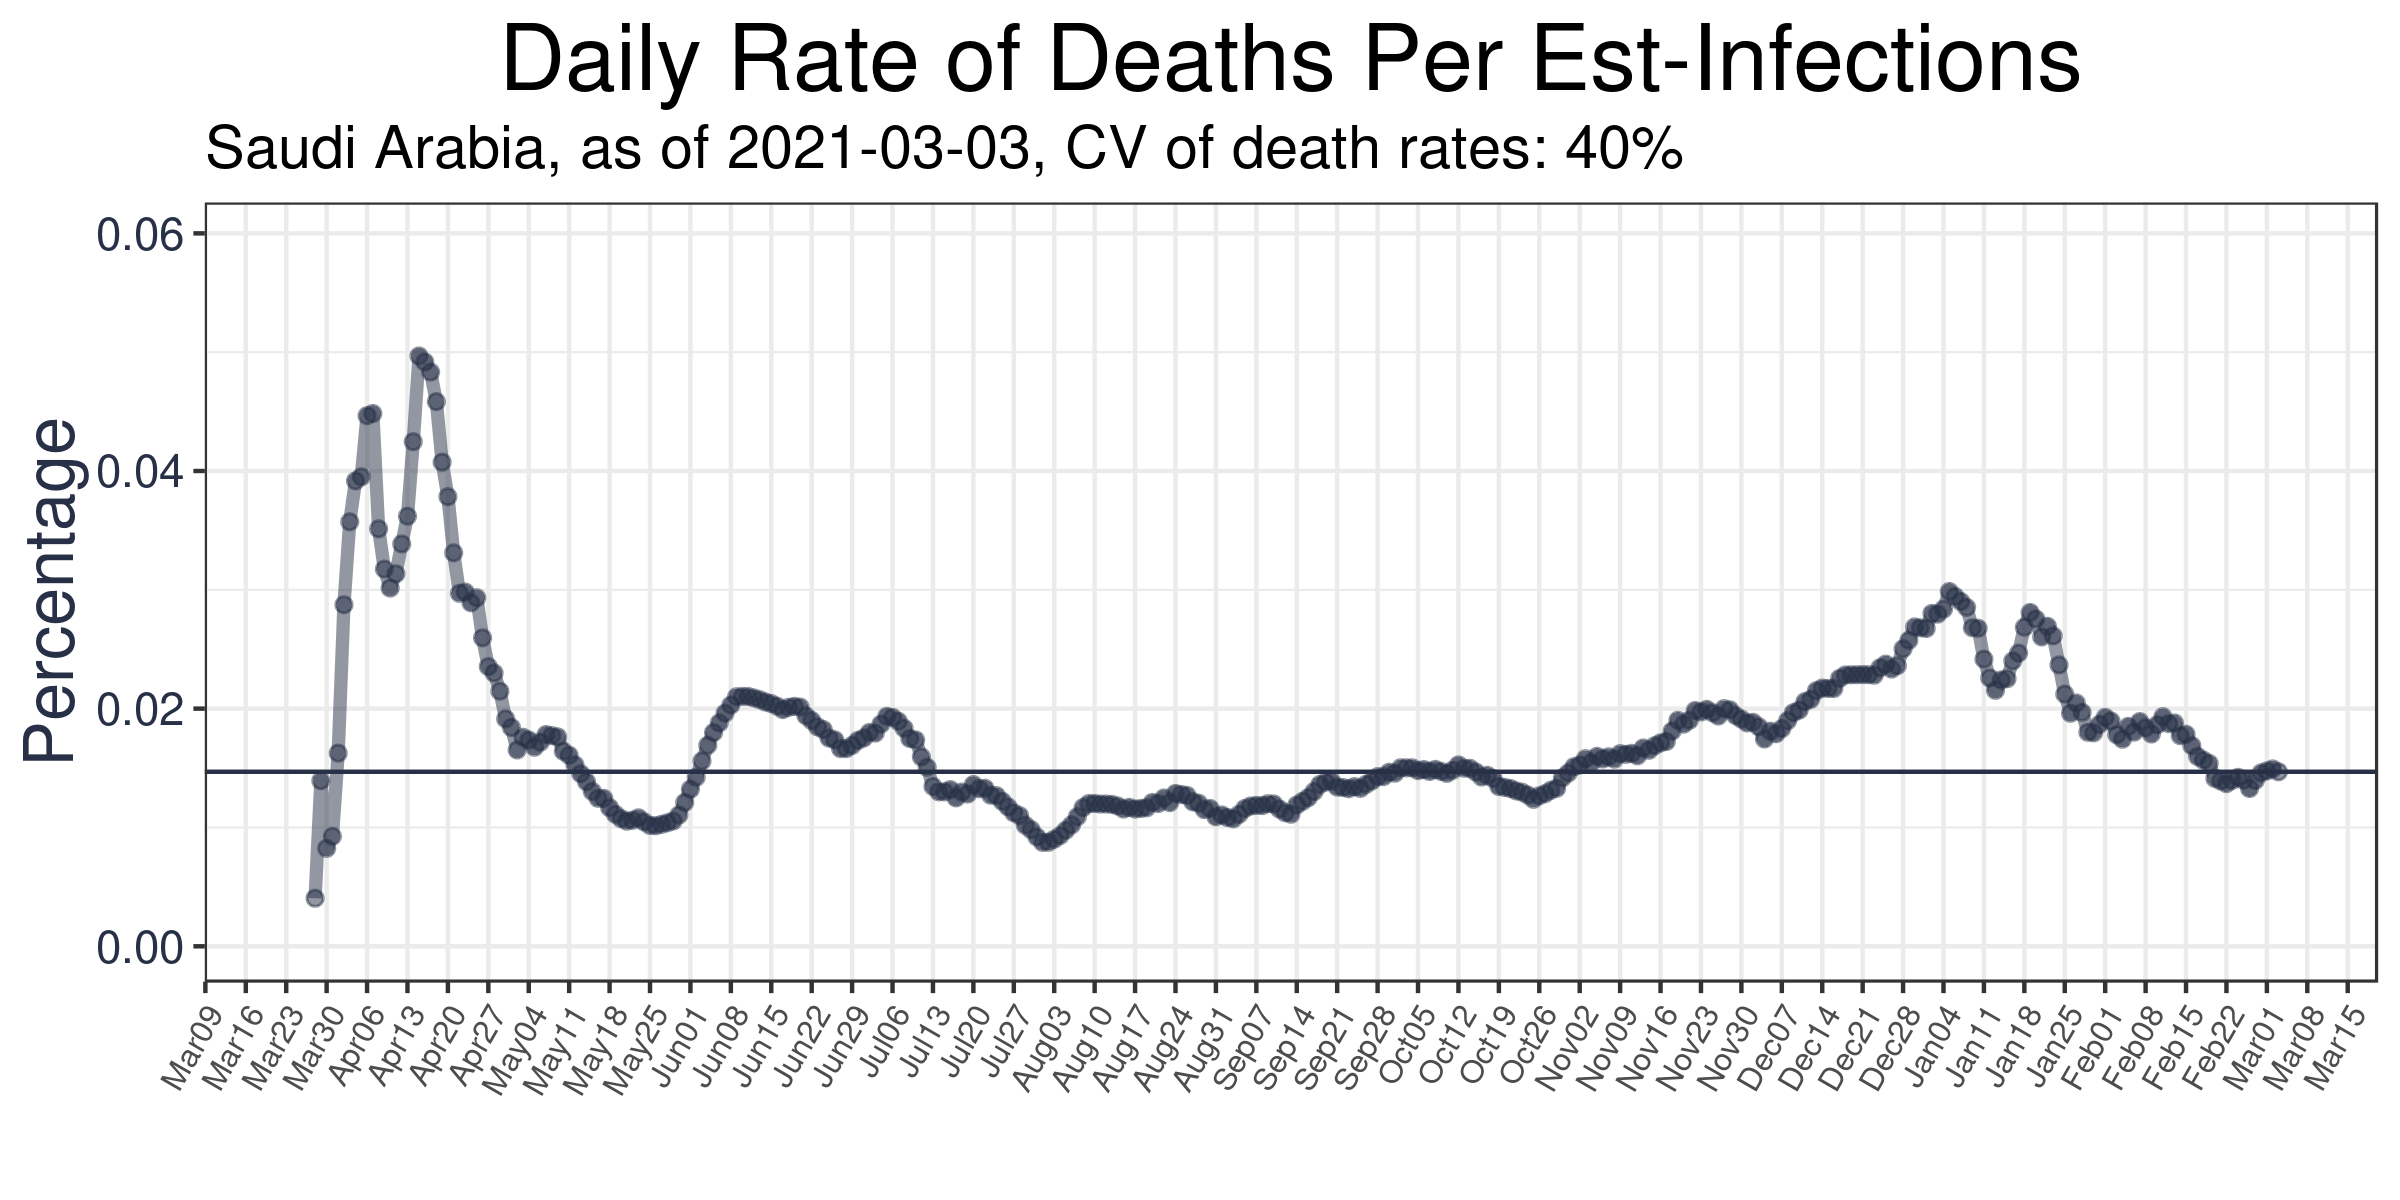 Daily Rate of Deaths Per Est-Infections
Saudi Arabia, as of 2021-03-03, CV of death rates: 40%
Percentage
0.06
0.04
0.02
0.00
Mar09
Mar16
Mar23
Mar30
Apr06
Apr13
Apr20
Apr27
May04
May11
May18
May25
Jun01
Jun08
Jun15
Jun22
Jun29
Jul06
Jul13
Jul20
Jul27
Aug03
Aug10
Aug17
Aug24
Aug31
Sep07
Sep14
Sep21
Sep28
Oct05
Oct12
Oct19
Oct26
Nov02
Nov09
Nov16
Nov23
Nov30
Dec07
Dec14
Dec21
Dec28
Jan04
Jan11
Jan18
Jan25
Feb01
Feb08
Feb15
Feb22
Mar01
Mar08
Mar15